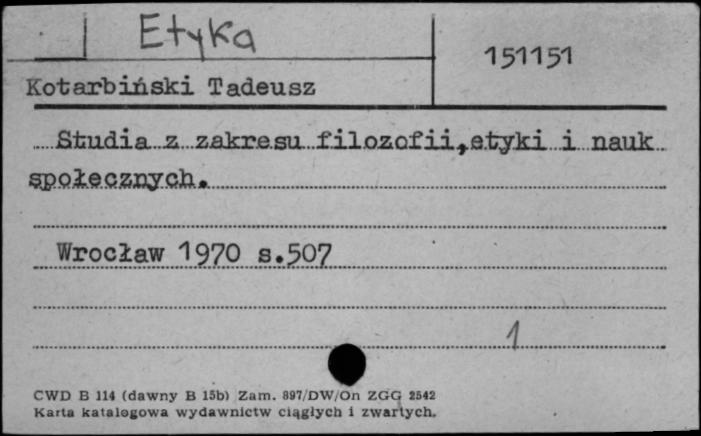 Etyka
151151
Kotarbiński Tadeusz
Studia z zakresu filozofii,etyki i nauk
społecznych.
Wrocław 1970 s.507
1
CWD B 114 (dawny B 15b) Zam. 897/DW/On ZGG 2542
Karta katalogowa wydawnictw ciągłych i zwartych.